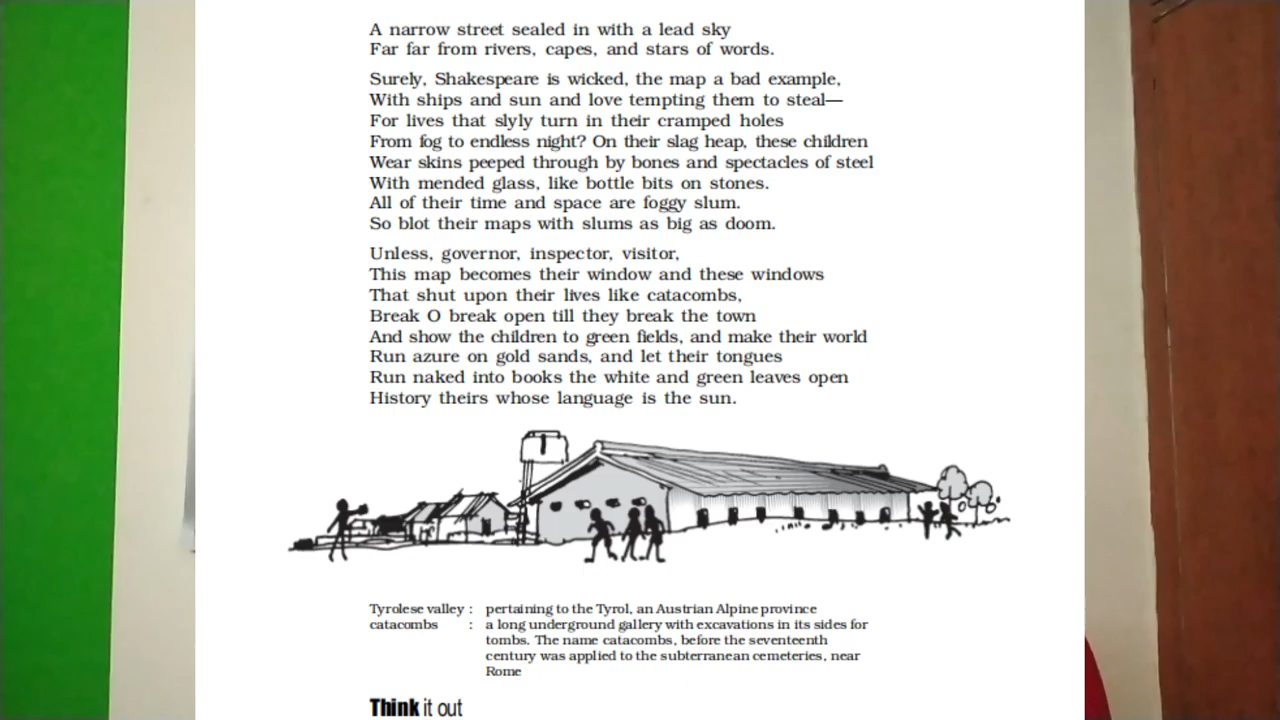 A narrow street sealed in with a lead sky
Far far from rivers, capes, and stars of words.
Surely, Shakespeare is wicked, the map a bad example,
With ships and sun and love tempting them to steal—
For lives that slyly turn in their cramped holes
From fog to endless night? On their slag heap, these children
Wear skins peeped through by bones and spectacles of steel
With mended glass, like bottle bits on stones.
All of their time and space are foggy slum.
So blot their maps with slums as big as doom.
Unless, governor, inspector, visitor,
This map becomes their window and these windows
That shut upon their lives like catacombs,
Break O break open till they break the town
And show the children to green fields, and make their world
Run azure on gold sands, and let their tongues
Run naked into books the white and green leaves open
History theirs whose language is the sun.
Tyrolese valley : pertaining to the Tyrol, an Austrian Alpine province
catacombs : a long underground gallery with excavations in its sides for
tombs. The name catacombs, before the seventeenth
century was applied to the subterranean cemeteries, near
Rome
Think it out